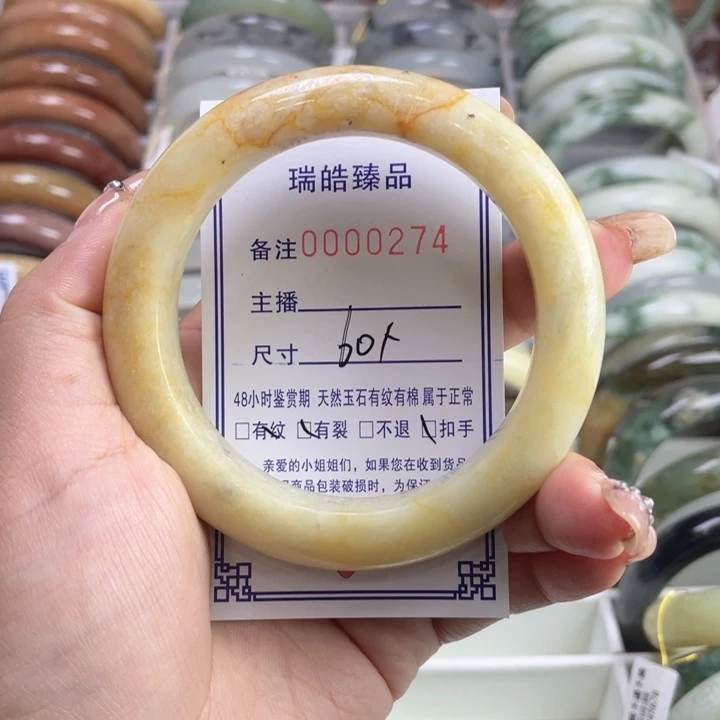 瑞皓臻品
备注0000274
主播
尺寸 60+
48小时鉴赏期 天然玉石有纹有棉 属于正常
□有纹 □有裂 □不退 □扣手
亲爱的小姐姐们,如果您在收到货品
商品包装破损时,为保证